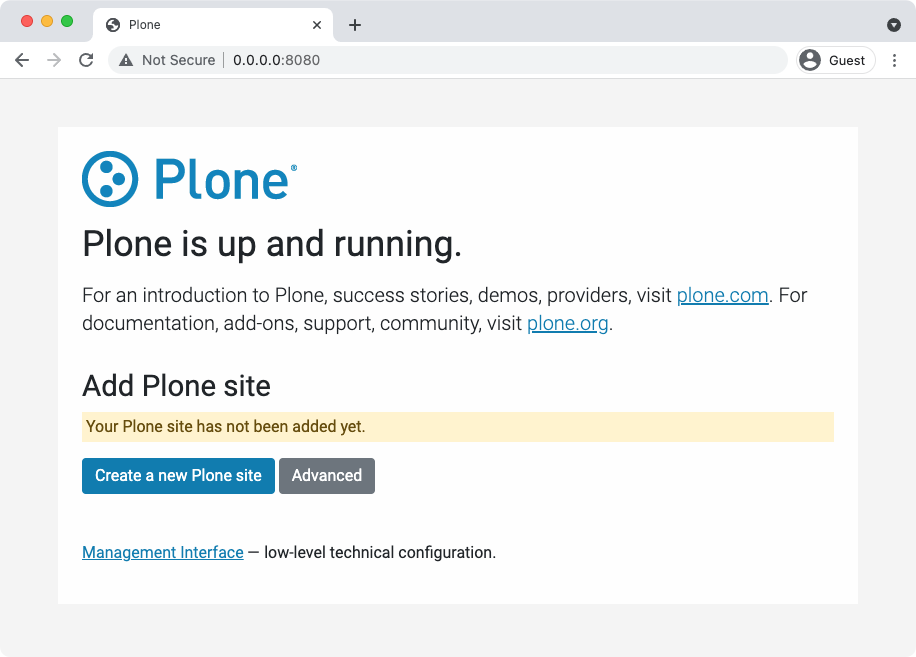 Plone
Not Secure 0.0.0.0:8080 Guest
Plone®
Plone is up and running.
For an introduction to Plone, success stories, demos, providers, visit plone.com. For
documentation, add-ons, support, community, visit plone.org.
Add Plone site
Your Plone site has not been added yet.
Create a new Plone site Advanced
Management Interface — low-level technical configuration.